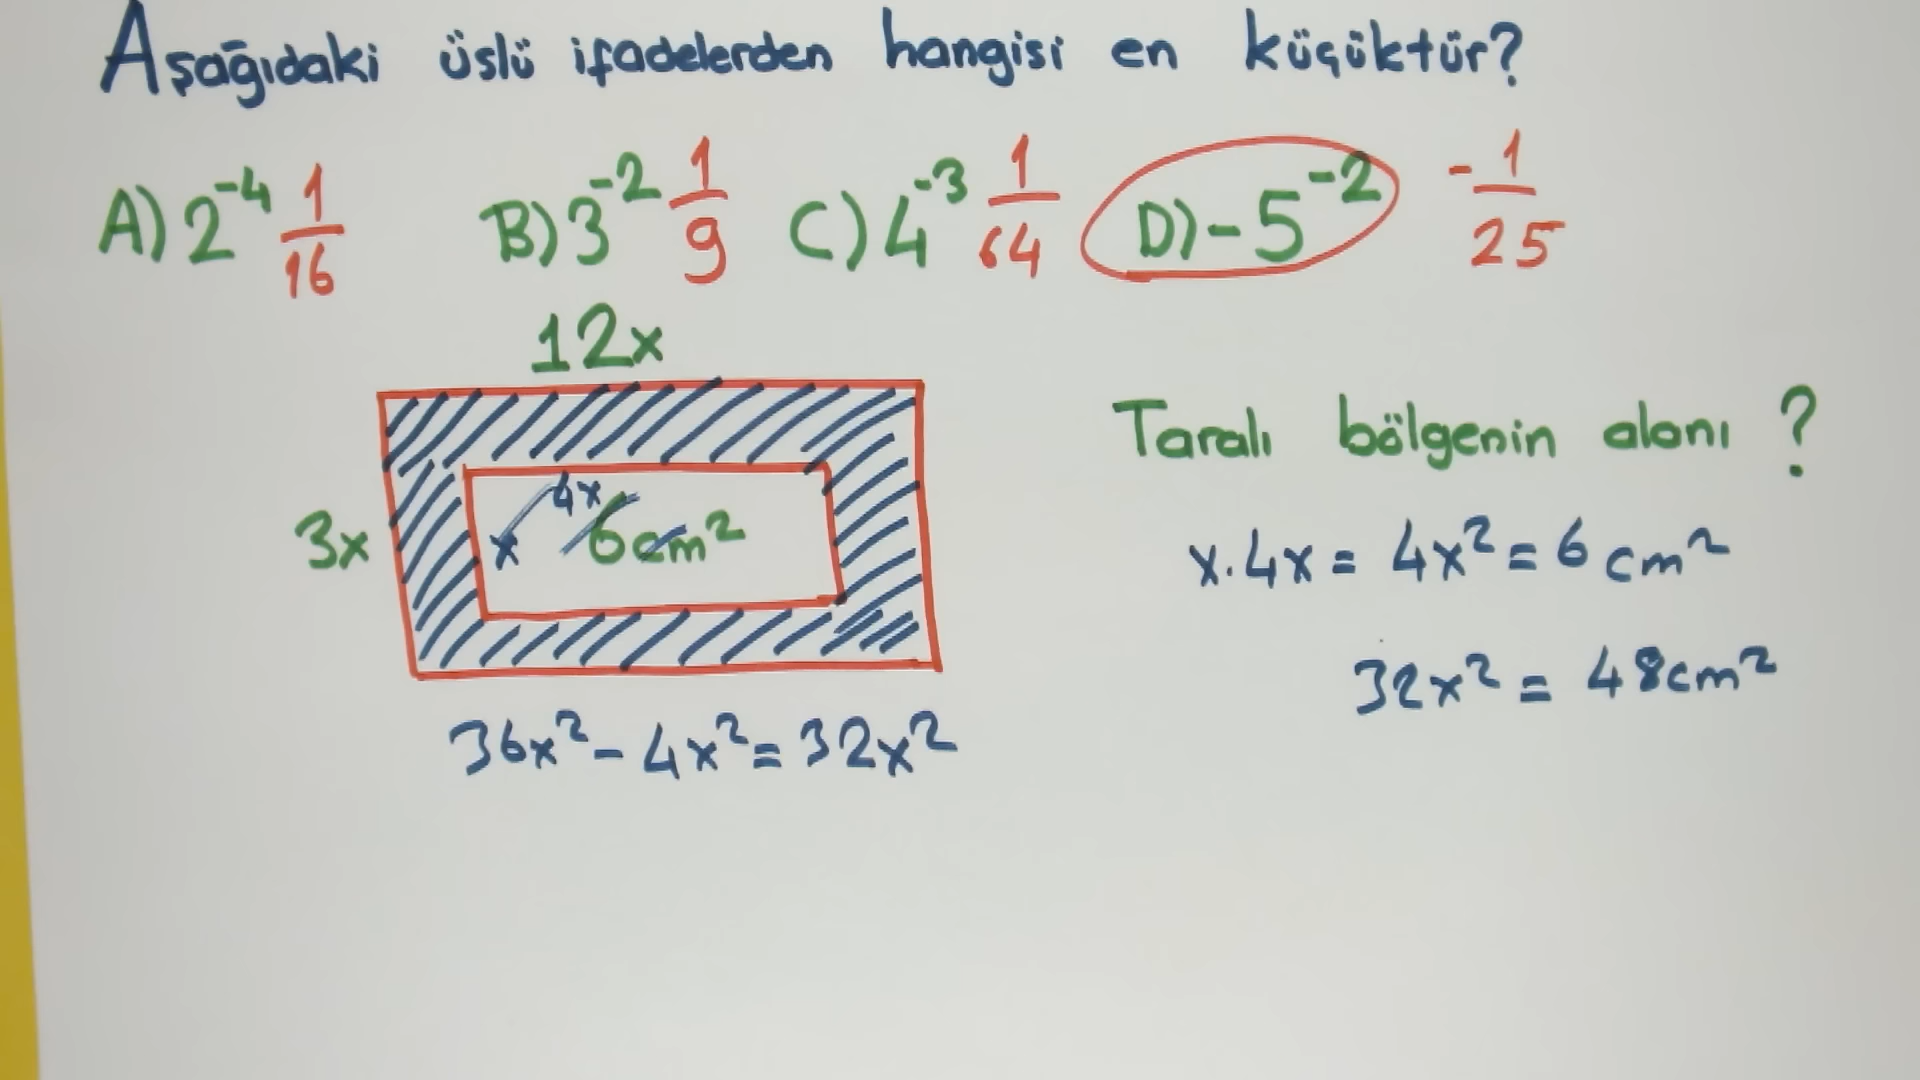 Aşağıdaki üslü ifadelerden hangisi en küçüktür?
A) 2⁻⁴ 1/16 B) 3⁻² 1/9 C) 4⁻³ 1/64 D) -5⁻² -1/25
12x
Taralı bölgenin alanı ?
4x
3x x 6cm² x.4x = 4x² = 6 cm²
32x² = 48cm²
36x² - 4x² = 32x²